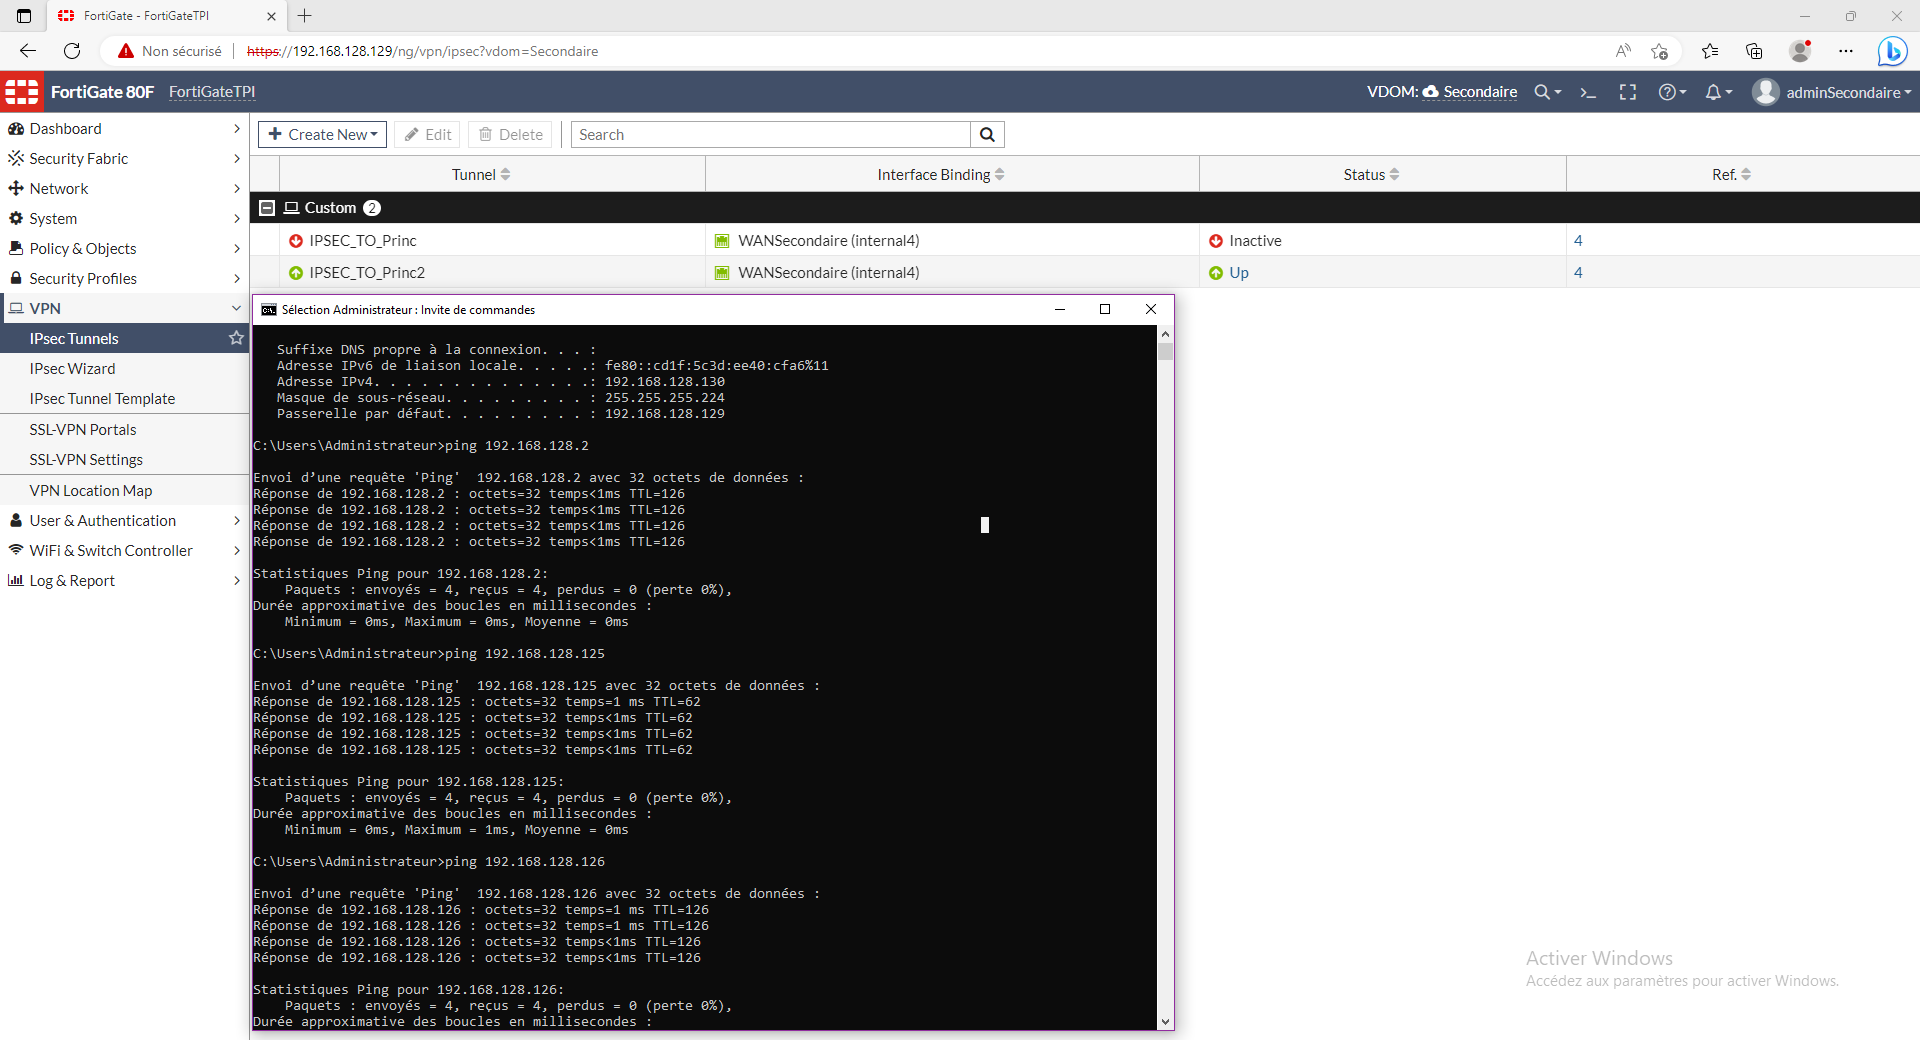 FortiGate - FortiGateTPI
Non sécurisé https://192.168.128.129/ng/vpn/ipsec?vdom=Secondaire
FortiGate 80F FortiGateTPI VDOM: Secondaire adminSecondaire
Dashboard
Security Fabric
Network
System
Policy & Objects
Security Profiles
VPN
IPsec Tunnels
IPsec Wizard
IPsec Tunnel Template
SSL-VPN Portals
SSL-VPN Settings
VPN Location Map
User & Authentication
WiFi & Switch Controller
Log & Report
Create New Edit Delete Search
Tunnel Interface Binding Status Ref.
Custom 2
IPSEC_TO_Princ WANSecondaire (internal4) Inactive 4
IPSEC_TO_Princ2 WANSecondaire (internal4) Up 4
Sélection Administrateur : Invite de commandes
Suffixe DNS propre à la connexion. . . :
Adresse IPv6 de liaison locale. . . . .: fe80::cd1f:5c3d:ee40:cfa6%11
Adresse IPv4. . . . . . . . . . . . . .: 192.168.128.130
Masque de sous-réseau. . . . . . . . . : 255.255.255.224
Passerelle par défaut. . . . . . . . . : 192.168.128.129
C:\Users\Administrateur>ping 192.168.128.2
Envoi d’une requête 'Ping'  192.168.128.2 avec 32 octets de données :
Réponse de 192.168.128.2 : octets=32 temps<1ms TTL=126
Réponse de 192.168.128.2 : octets=32 temps<1ms TTL=126
Réponse de 192.168.128.2 : octets=32 temps<1ms TTL=126
Réponse de 192.168.128.2 : octets=32 temps<1ms TTL=126
Statistiques Ping pour 192.168.128.2:
Paquets : envoyés = 4, reçus = 4, perdus = 0 (perte 0%),
Durée approximative des boucles en millisecondes :
Minimum = 0ms, Maximum = 0ms, Moyenne = 0ms
C:\Users\Administrateur>ping 192.168.128.125
Envoi d’une requête 'Ping'  192.168.128.125 avec 32 octets de données :
Réponse de 192.168.128.125 : octets=32 temps=1 ms TTL=62
Réponse de 192.168.128.125 : octets=32 temps<1ms TTL=62
Réponse de 192.168.128.125 : octets=32 temps<1ms TTL=62
Réponse de 192.168.128.125 : octets=32 temps<1ms TTL=62
Statistiques Ping pour 192.168.128.125:
Paquets : envoyés = 4, reçus = 4, perdus = 0 (perte 0%),
Durée approximative des boucles en millisecondes :
Minimum = 0ms, Maximum = 1ms, Moyenne = 0ms
C:\Users\Administrateur>ping 192.168.128.126
Envoi d’une requête 'Ping'  192.168.128.126 avec 32 octets de données :
Réponse de 192.168.128.126 : octets=32 temps=1 ms TTL=126
Réponse de 192.168.128.126 : octets=32 temps=1 ms TTL=126
Réponse de 192.168.128.126 : octets=32 temps<1ms TTL=126
Réponse de 192.168.128.126 : octets=32 temps<1ms TTL=126
Statistiques Ping pour 192.168.128.126:
Paquets : envoyés = 4, reçus = 4, perdus = 0 (perte 0%),
Durée approximative des boucles en millisecondes :
Activer Windows
Accédez aux paramètres pour activer Windows.